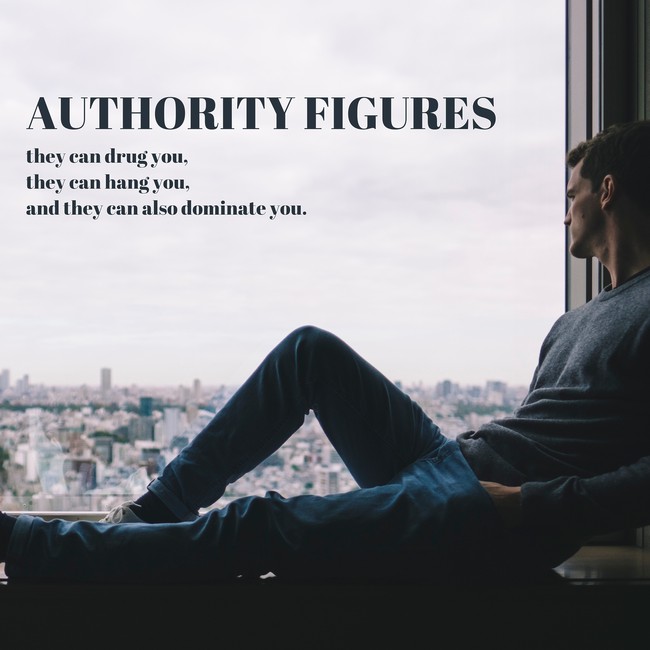 AUTHORITY FIGURES
they can drug you,
they can hang you,
and they can also dominate you.